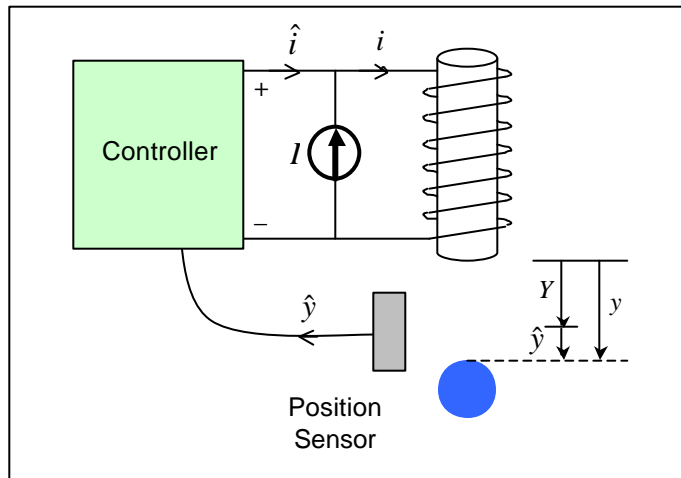 î i
+
Controller
I
−
Y y
ŷ
ŷ
Position
Sensor